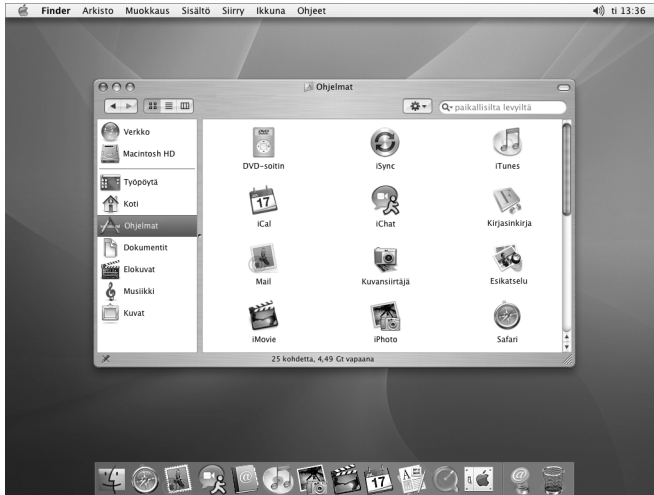 Finder Arkisto Muokkaus Sisältö Siirry Ikkuna Ohjeet ti 13:36
Ohjelmat
paikallisilta levyiltä
Verkko
Macintosh HD
Työpöytä
Koti
Ohjelmat
Dokumentit
Elokuvat
Musiikki
Kuvat
DVD-soitin iSync iTunes
iCal iChat Kirjasinkirja
Mail Kuvansiirtäjä Esikatselu
iMovie iPhoto Safari
25 kohdetta, 4,49 Gt vapaana